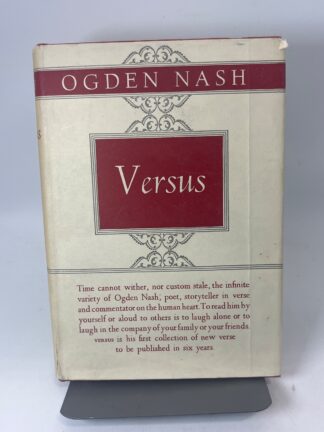 OGDEN NASH
Versus
Time cannot wither, nor custom stale, the infinite
variety of Ogden Nash, poet, storyteller in verse
and commentator on the human heart. To read him by
yourself or aloud to others is to laugh alone or to
laugh in the company of your family or your friends.
VERSUS is his first collection of new verse
to be published in six years.